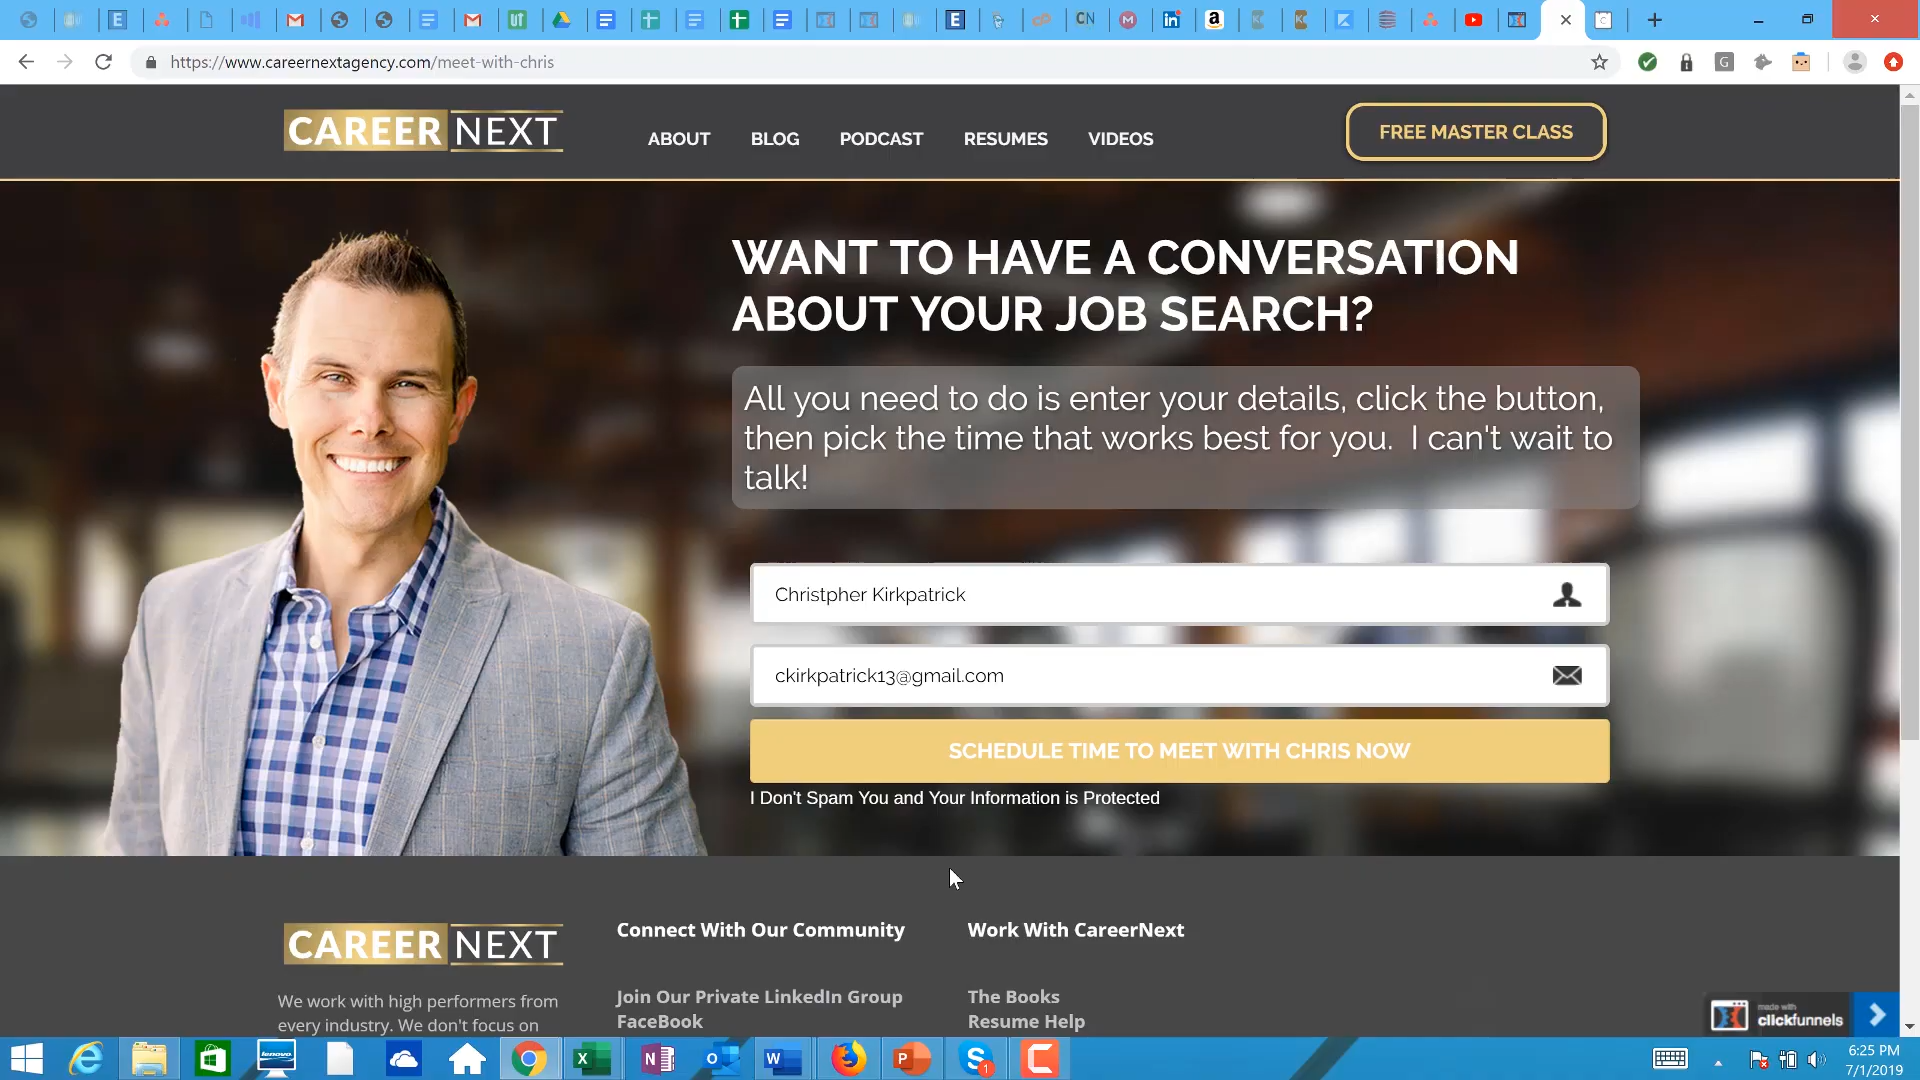 https://www.careernextagency.com/meet-with-chris
CAREER NEXT
ABOUT
BLOG
PODCAST
RESUMES
VIDEOS
FREE MASTER CLASS
WANT TO HAVE A CONVERSATION
ABOUT YOUR JOB SEARCH?
All you need to do is enter your details, click the button,
then pick the time that works best for you. I can't wait to
talk!
Christpher Kirkpatrick
ckirkpatrick13@gmail.com
SCHEDULE TIME TO MEET WITH CHRIS NOW
I Don't Spam You and Your Information is Protected
CAREER NEXT
We work with high performers from
every industry. We don't focus on
Connect With Our Community
Join Our Private LinkedIn Group
FaceBook
Work With CareerNext
The Books
Resume Help
made with
clickfunnels
6:25 PM
7/1/2019